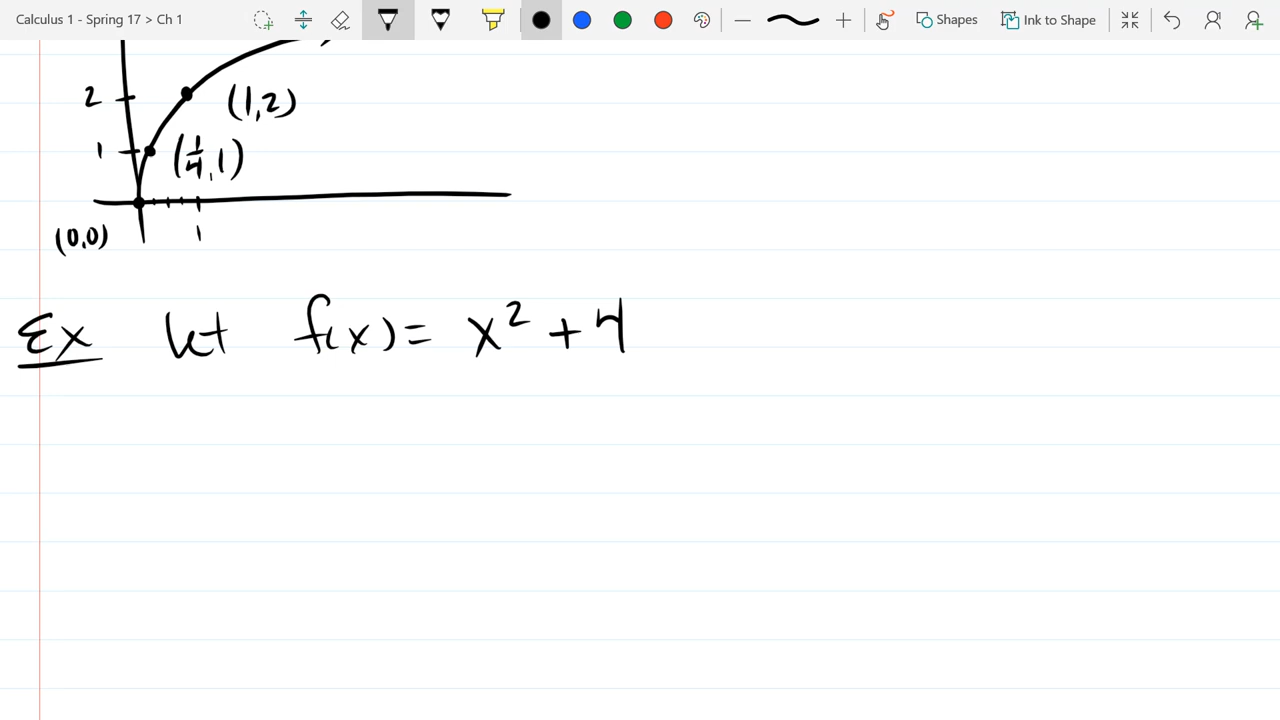 Calculus 1 - Spring 17 > Ch 1
Shapes
Ink to Shape
2
(1,2)
1
(1/4,1)
(0,0)
1
Ex let f(x)= x² + 4